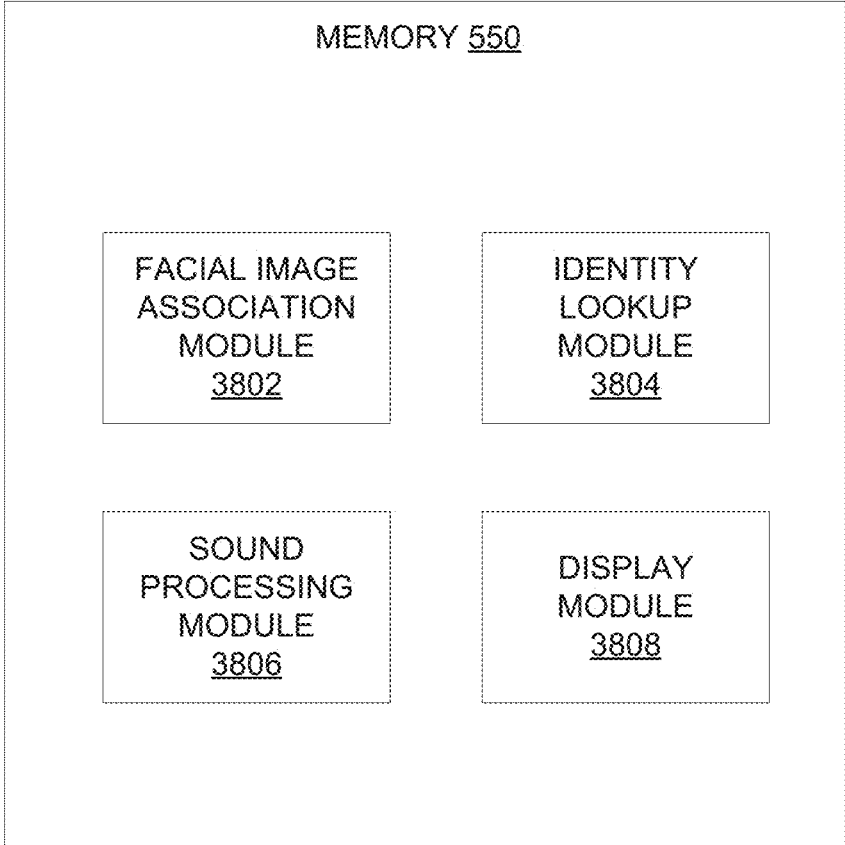 MEMORY 550
FACIAL IMAGE
ASSOCIATION
MODULE
3802
IDENTITY
LOOKUP
MODULE
3804
SOUND
PROCESSING
MODULE
3806
DISPLAY
MODULE
3808